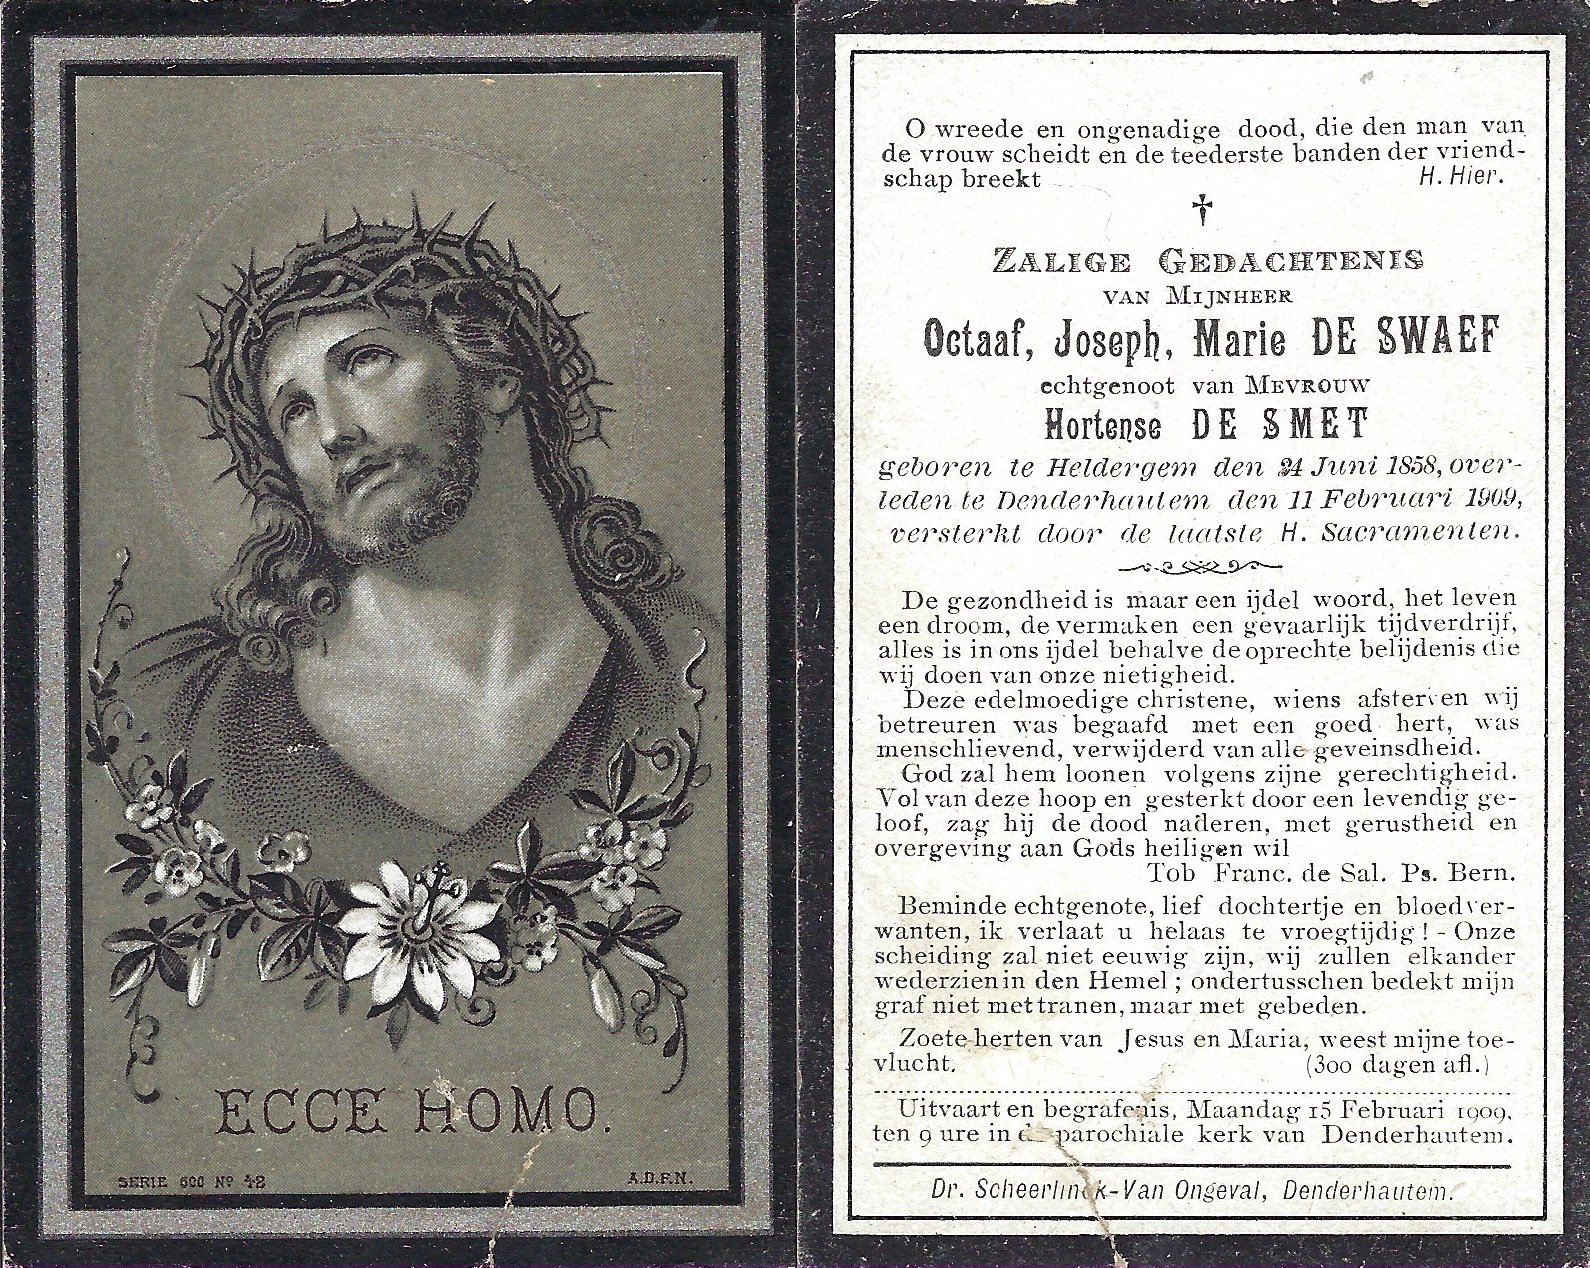 ECCE HOMO.
SERIE 600 Nº 42
A.D.F.N.
O wreede en ongenadige dood, die den man van
de vrouw scheidt en de teederste banden der vriend-
schap breekt H. Hier.
ZALIGE GEDACHTENIS
VAN MIJNHEER
Octaaf, Joseph, Marie DE SWAEF
echtgenoot van MEVROUW
Hortense DE SMET
geboren te Heldergem den 24 Juni 1858, over-
leden te Denderhautem den 11 Februari 1909,
versterkt door de laatste H. Sacramenten.
De gezondheid is maar een ijdel woord, het leven
een droom, de vermaken een gevaarlijk tijdverdrijf,
alles is in ons ijdel behalve de oprechte belijdenis die
wij doen van onze nietigheid.
Deze edelmoedige christene, wiens afsterven wij
betreuren was begaafd met een goed hert, was
menschlievend, verwijderd van alle geveinsdheid.
God zal hem loonen volgens zijne gerechtigheid.
Vol van deze hoop en gesterkt door een levendig ge-
loof, zag hij de dood naderen, met gerustheid en
overgeving aan Gods heiligen wil
Tob Franc. de Sal. Ps. Bern.
Beminde echtgenote, lief dochtertje en bloedver-
wanten, ik verlaat u helaas te vroegtijdig ! - Onze
scheiding zal niet eeuwig zijn, wij zullen elkander
wederzien in den Hemel ; ondertusschen bedekt mijn
graf niet met tranen, maar met gebeden.
Zoete herten van Jesus en Maria, weest mijne toe-
vlucht. (300 dagen afl.)
Uitvaart en begrafenis, Maandag 15 Februari 1909,
ten 9 ure in de parochiale kerk van Denderhautem.
Dr. Scheerlinck-Van Ongeval, Denderhautem.